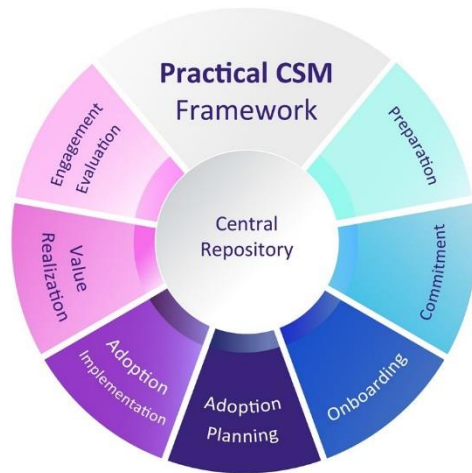 Practical CSM
Framework
Preparation
Commitment
Onboarding
Adoption
Planning
Adoption
Implementation
Value
Realization
Engagement
Evaluation
Central
Repository